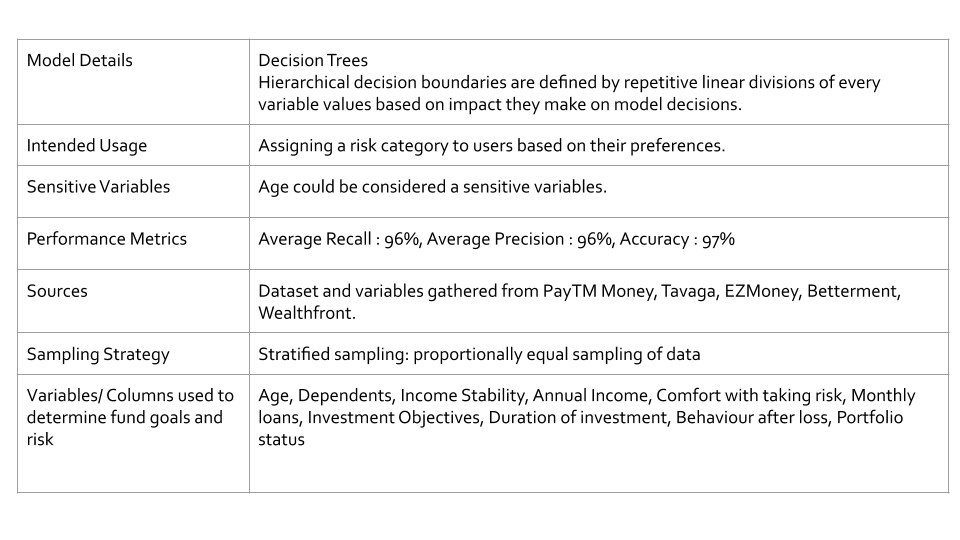 Model Details
Decision Trees
Hierarchical decision boundaries are defined by repetitive linear divisions of every
variable values based on impact they make on model decisions.
Intended Usage
Assigning a risk category to users based on their preferences.
Sensitive Variables
Age could be considered a sensitive variables.
Performance Metrics
Average Recall : 96%, Average Precision : 96%, Accuracy : 97%
Sources
Dataset and variables gathered from PayTM Money, Tavaga, EZMoney, Betterment,
Wealthfront.
Sampling Strategy
Stratified sampling: proportionally equal sampling of data
Variables/ Columns used to
determine fund goals and
risk
Age, Dependents, Income Stability, Annual Income, Comfort with taking risk, Monthly
loans, Investment Objectives, Duration of investment, Behaviour after loss, Portfolio
status